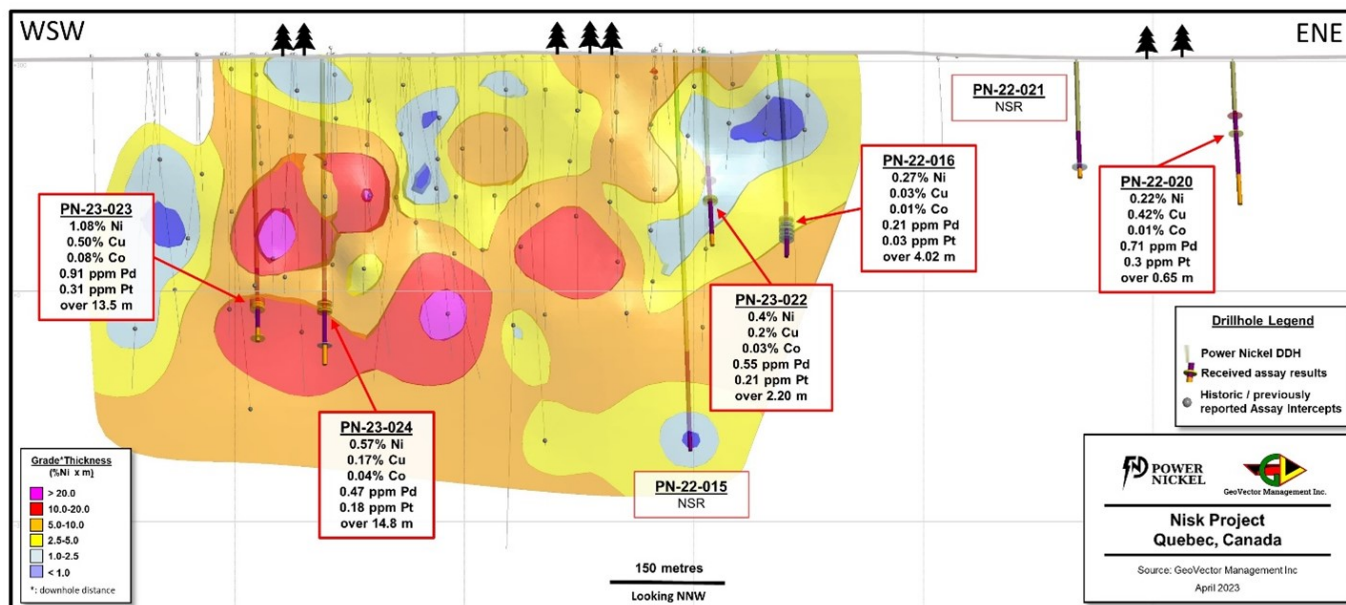 WSW
ENE
+100
+0
PN-22-021
NSR
PN-22-016
0.27% Ni
0.03% Cu
0.01% Co
0.21 ppm Pd
0.03 ppm Pt
over 4.02 m
PN-22-020
0.22% Ni
0.42% Cu
0.01% Co
0.71 ppm Pd
0.3 ppm Pt
over 0.65 m
PN-23-023
1.08% Ni
0.50% Cu
0.08% Co
0.91 ppm Pd
0.31 ppm Pt
over 13.5 m
PN-23-022
0.4% Ni
0.2% Cu
0.03% Co
0.55 ppm Pd
0.21 ppm Pt
over 2.20 m
PN-23-024
0.57% Ni
0.17% Cu
0.04% Co
0.47 ppm Pd
0.18 ppm Pt
over 14.8 m
PN-22-015
NSR
Drillhole Legend
Power Nickel DDH
Received assay results
Historic / previously
reported Assay Intercepts
Grade*Thickness
(%Ni x m)
> 20.0
10.0-20.0
5.0-10.0
2.5-5.0
1.0-2.5
< 1.0
*: downhole distance
150 metres
Looking NNW
POWER
NICKEL
GeoVector Management Inc.
Nisk Project
Quebec, Canada
Source: GeoVector Management Inc
April 2023